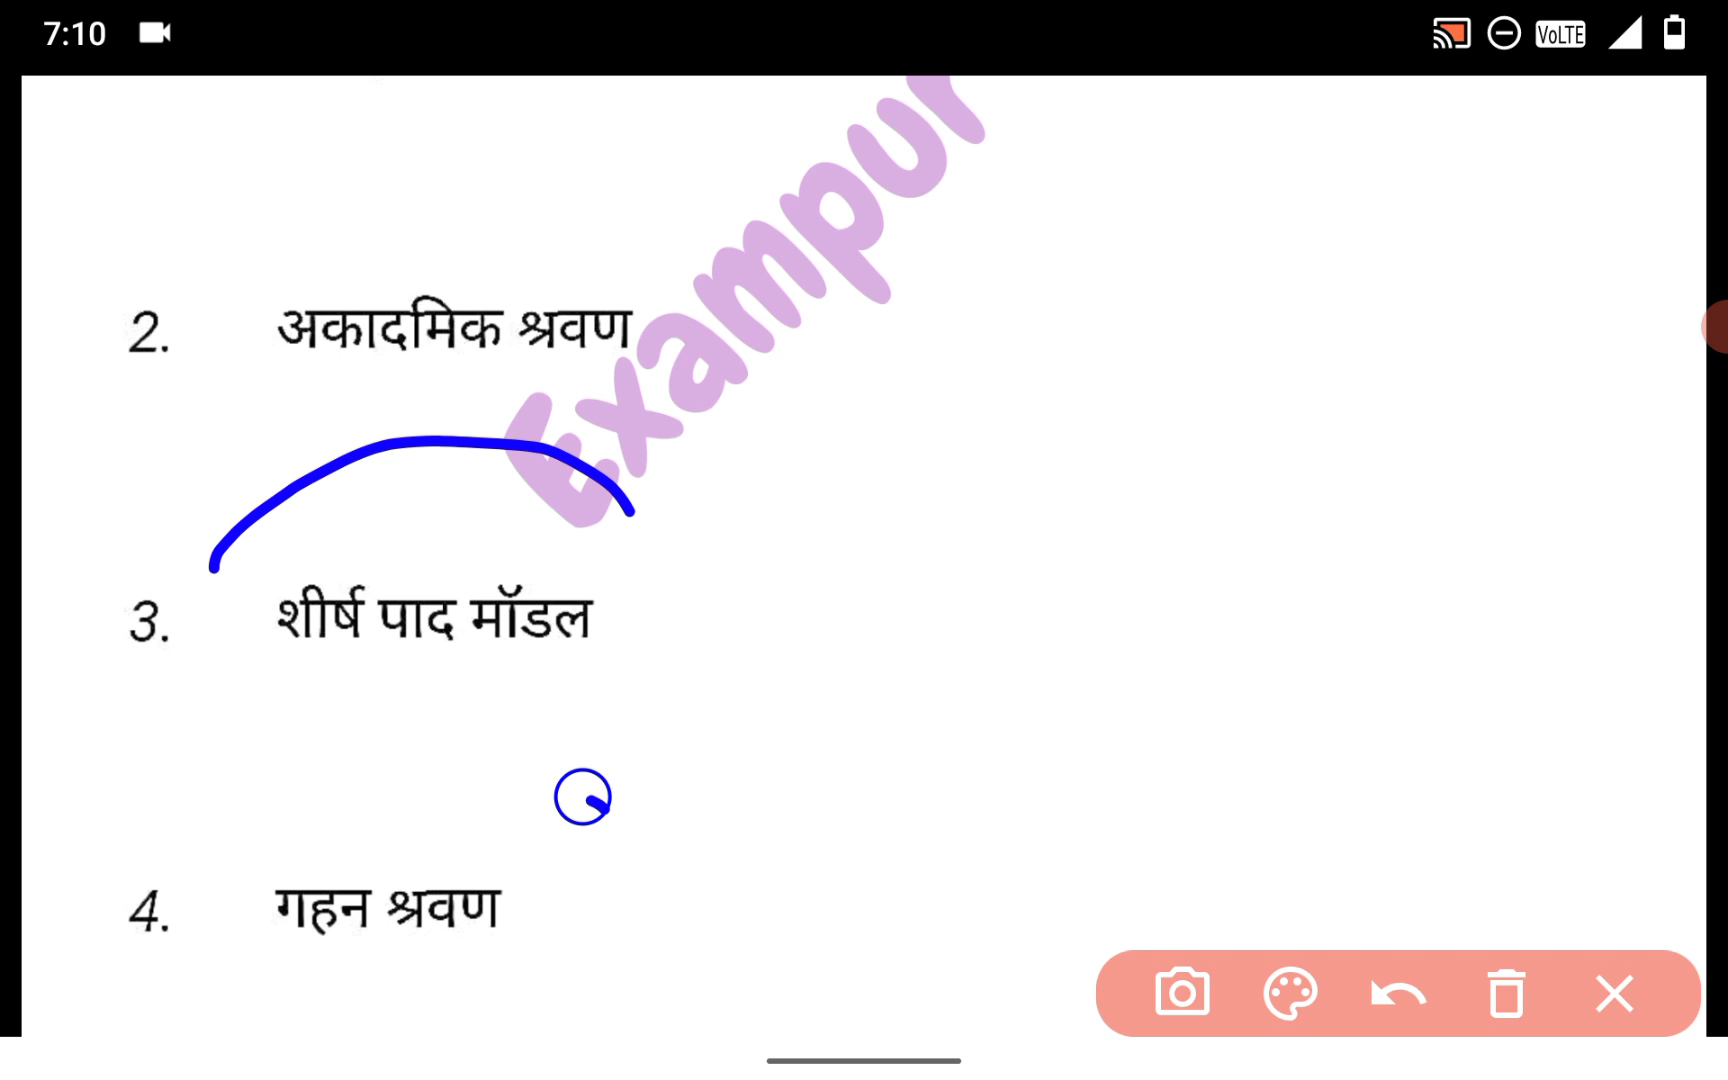 7:10
VoLTE
Exampur
2. अकादमिक श्रवण
3. शीर्ष पाद मॉडल
4. गहन श्रवण